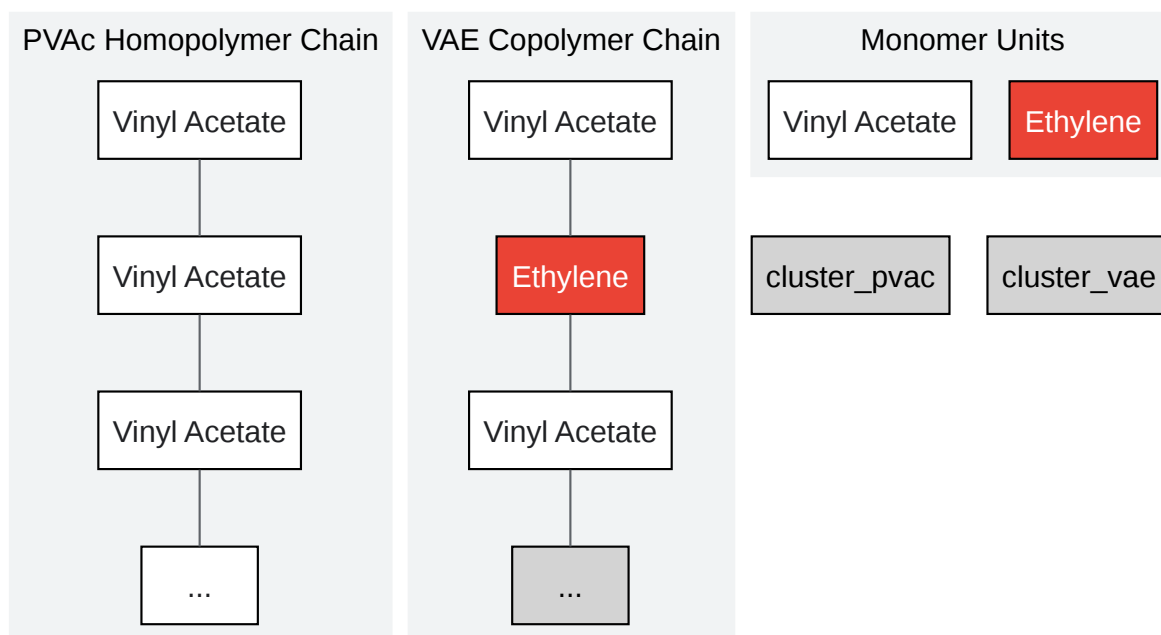 PVAc Homopolymer Chain
Vinyl Acetate
Vinyl Acetate
Vinyl Acetate
...
VAE Copolymer Chain
Vinyl Acetate
Ethylene
Vinyl Acetate
...
Monomer Units
Vinyl Acetate
Ethylene
cluster_pvac
cluster_vae